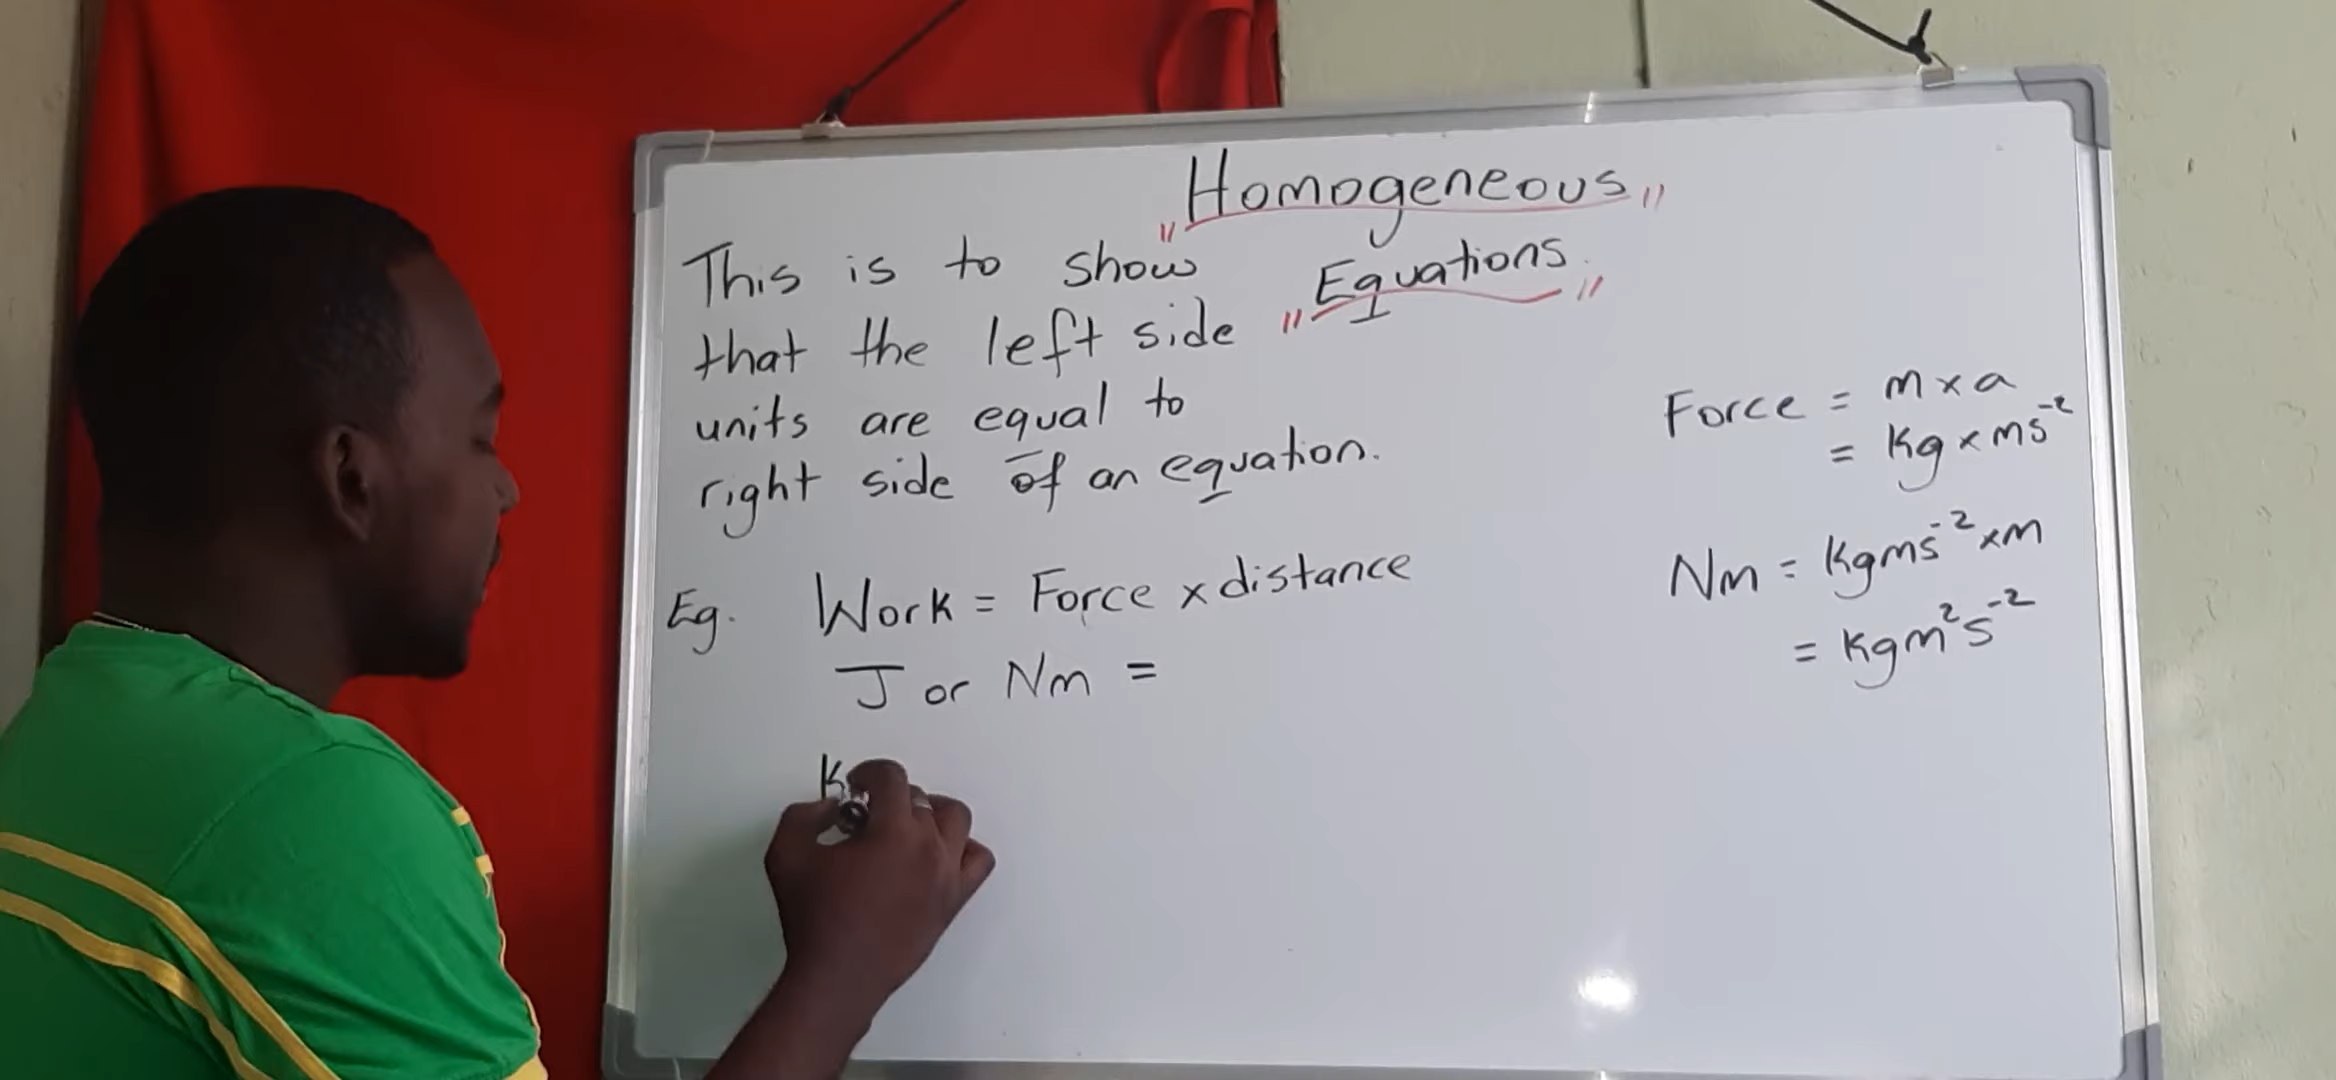 "Homogeneous"
"Equations"
This is to show
that the left side
units are equal to
right side of an equation.
Eg. Work = Force x distance
J or Nm =
K
Force = m x a
= Kg x ms⁻²
Nm = Kgms⁻² x m
= Kgm²s⁻²